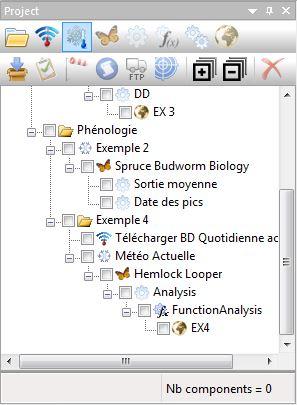 Project
f(x)
FTP
DD
EX 3
Phénologie
Exemple 2
Spruce Budworm Biology
Sortie moyenne
Date des pics
Exemple 4
Télécharger BD Quotidienne ac
Météo Actuelle
Hemlock Looper
Analysis
FunctionAnalysis
EX4
Nb components = 0